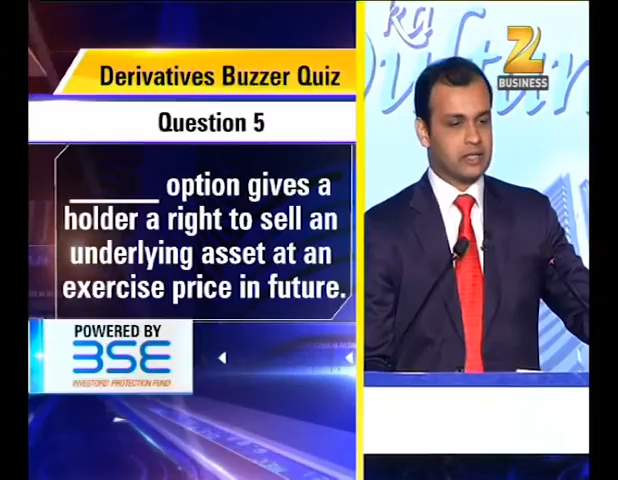 Derivatives Buzzer Quiz
Question 5
______ option gives a
holder a right to sell an
underlying asset at an
exercise price in future.
POWERED BY
BSE
INVESTORS' PROTECTION FUND
ka
Z
BUSINESS